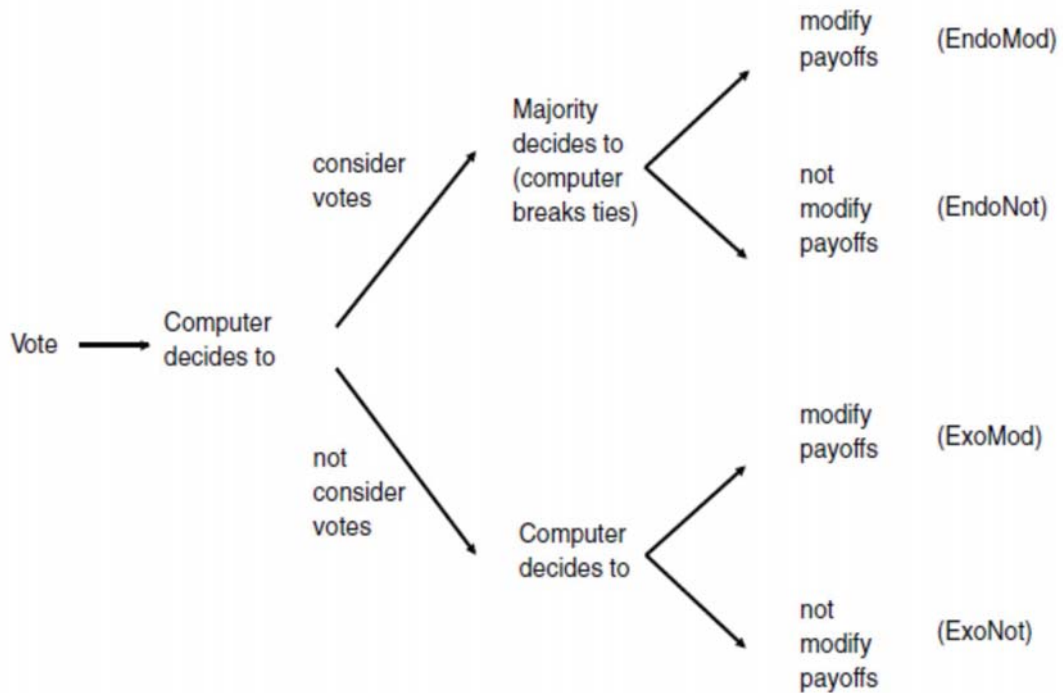 Vote
Computer
decides to
consider
votes
not
consider
votes
Majority
decides to
(computer
breaks ties)
Computer
decides to
modify
payoffs
(EndoMod)
not
modify
payoffs
(EndoNot)
modify
payoffs
(ExoMod)
not
modify
payoffs
(ExoNot)